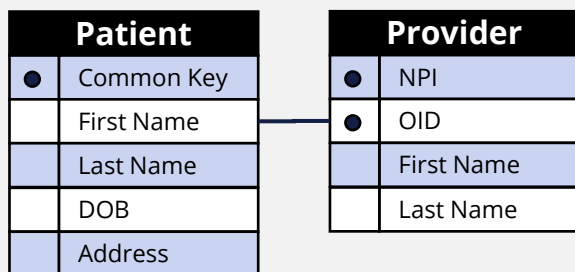 Patient
Common Key
First Name
Last Name
DOB
Address
Provider
NPI
OID
First Name
Last Name